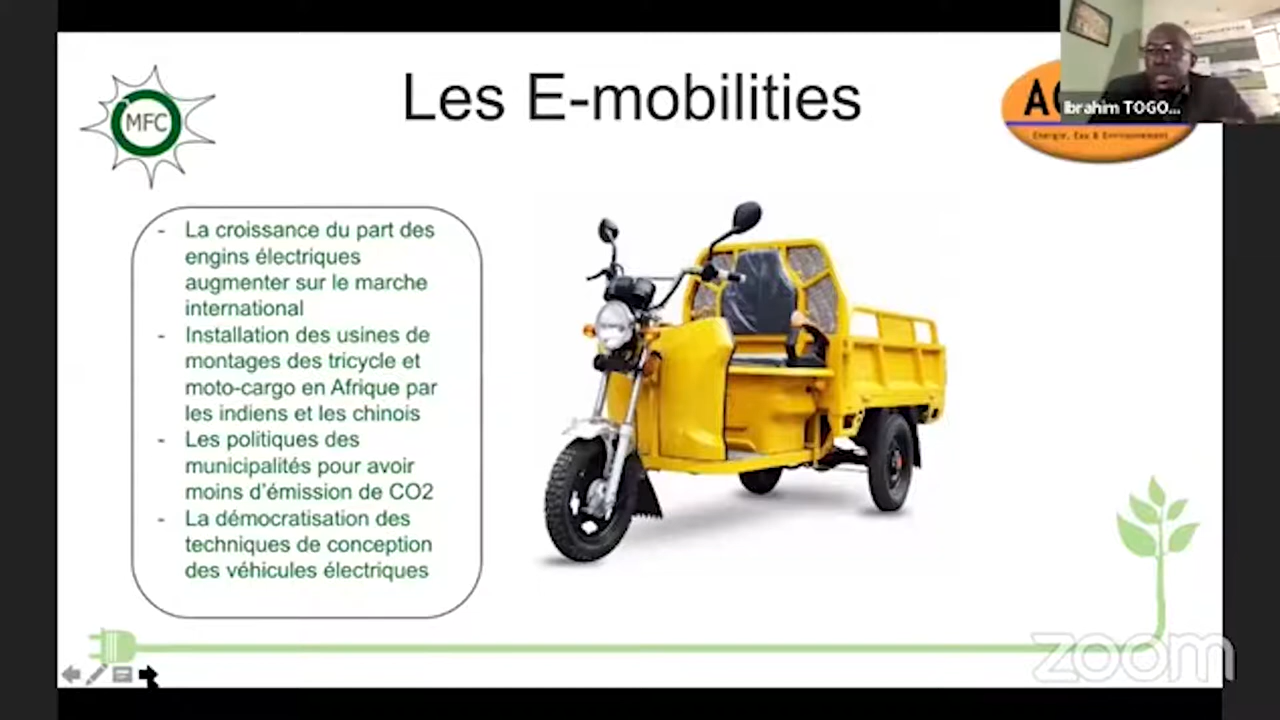 Les E-mobilities
MFC
Ibrahim TOGO...
Energie, Eau & Environnement
- La croissance du part des
engins électriques
augmenter sur le marche
international
- Installation des usines de
montages des tricycle et
moto-cargo en Afrique par
les indiens et les chinois
- Les politiques des
municipalités pour avoir
moins d'émission de CO2
- La démocratisation des
techniques de conception
des véhicules électriques
zoom